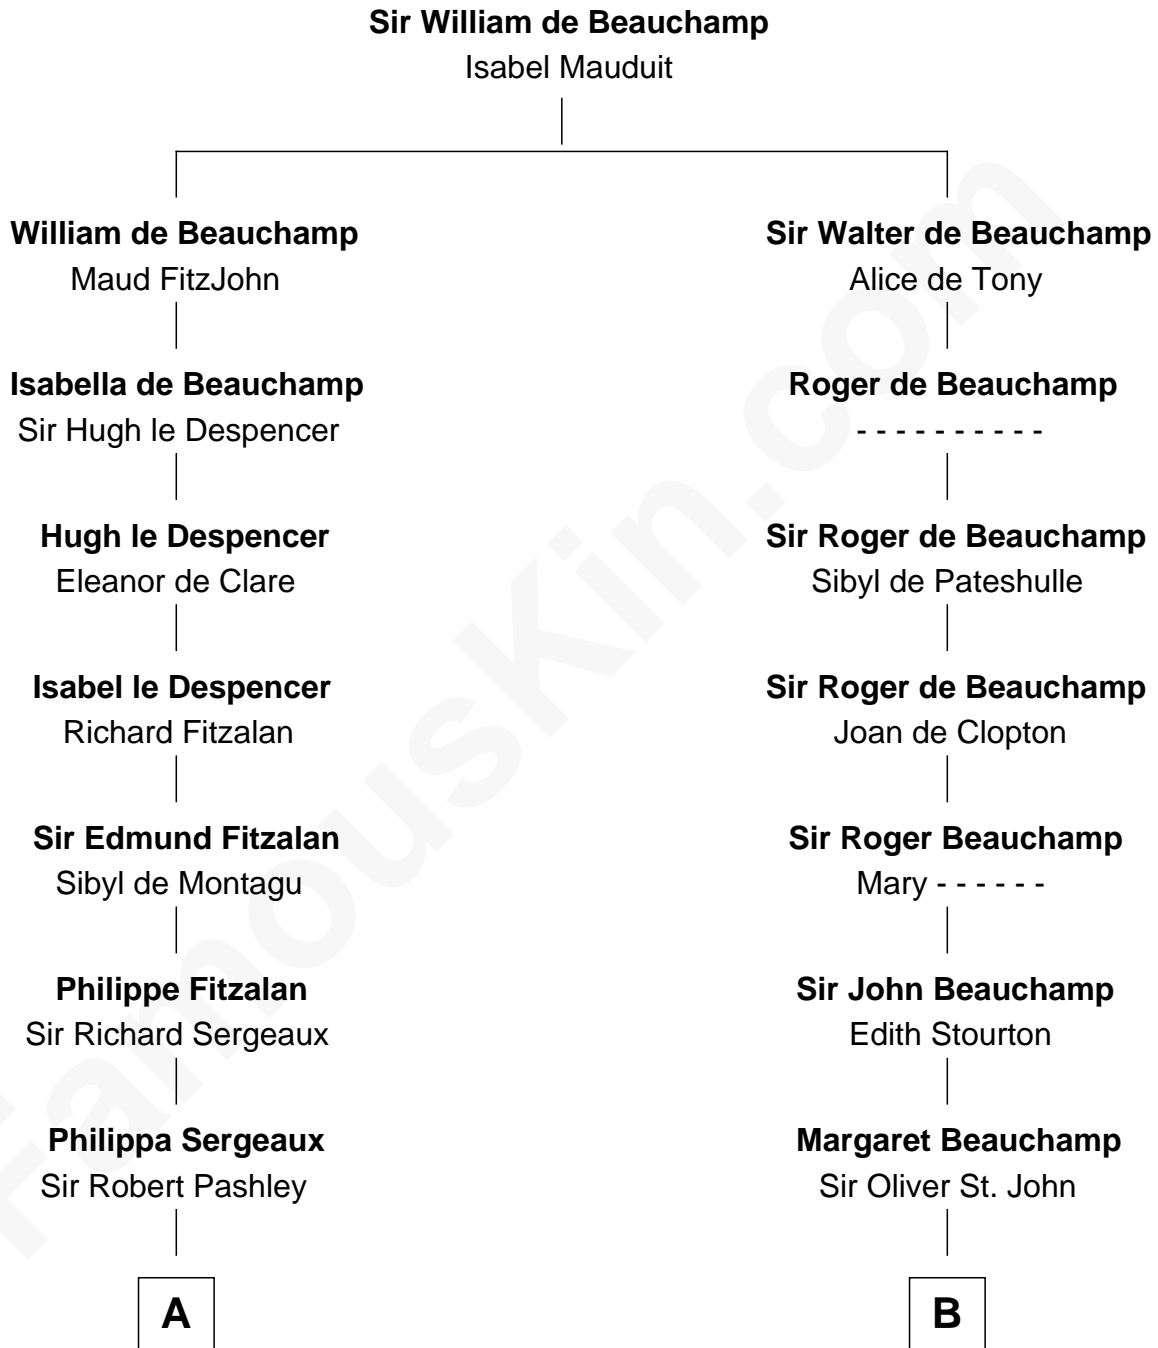 Sir William de Beauchamp
Isabel Mauduit
William de Beauchamp
Maud FitzJohn
Sir Walter de Beauchamp
Alice de Tony
Isabella de Beauchamp
Sir Hugh le Despencer
Roger de Beauchamp
- - - - - - - - - -
Hugh le Despencer
Eleanor de Clare
Sir Roger de Beauchamp
Sibyl de Pateshulle
Isabel le Despencer
Richard Fitzalan
Sir Roger de Beauchamp
Joan de Clopton
Sir Edmund Fitzalan
Sibyl de Montagu
Sir Roger Beauchamp
Mary - - - - - -
Philippe Fitzalan
Sir Richard Sergeaux
Sir John Beauchamp
Edith Stourton
Philippa Sergeaux
Sir Robert Pashley
Margaret Beauchamp
Sir Oliver St. John
A
B
FamousKin.com